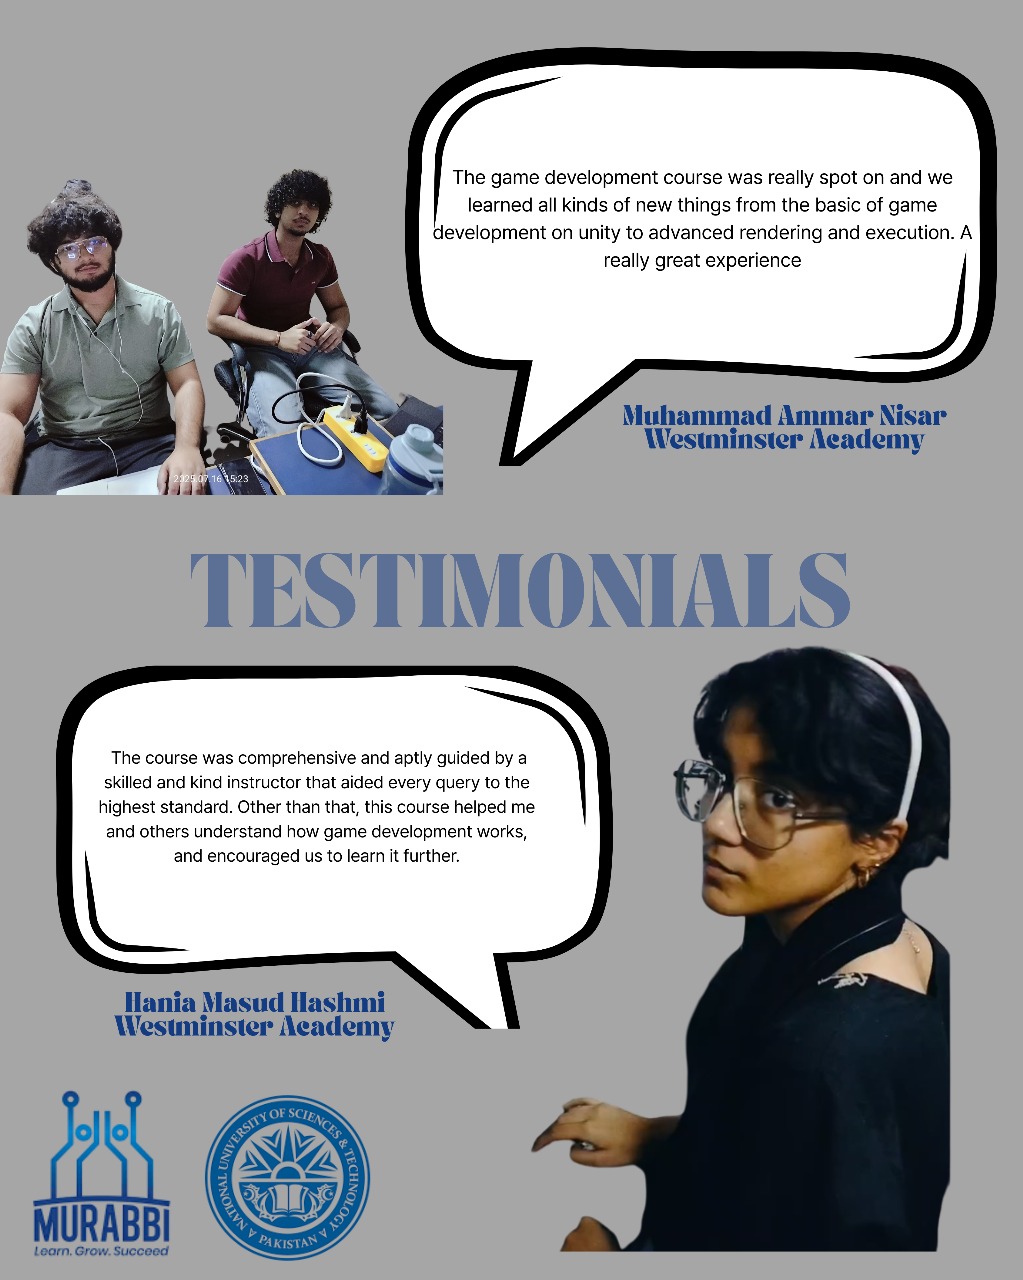 The game development course was really spot on and we
learned all kinds of new things from the basic of game
development on unity to advanced rendering and execution. A
really great experience
Muhammad Ammar Nisar
Westminster Academy
2025.07.16 15:23
TESTIMONIALS
The course was comprehensive and aptly guided by a
skilled and kind instructor that aided every query to the
highest standard. Other than that, this course helped me
and others understand how game development works,
and encouraged us to learn it further.
Hania Masud Hashmi
Westminster Academy
MURABBI
Learn. Grow. Succeed
NATIONAL UNIVERSITY OF SCIENCES & TECHNOLOGY
PAKISTAN